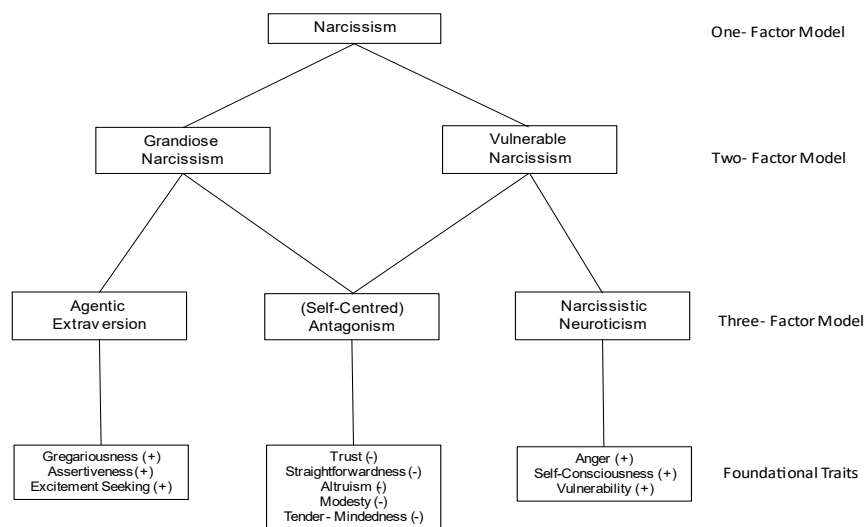 Narcissism
One- Factor Model
Grandiose
Narcissism
Vulnerable
Narcissism
Two- Factor Model
Agentic
Extraversion
(Self-Centred)
Antagonism
Narcissistic
Neuroticism
Three- Factor Model
Gregariousness (+)
Assertiveness (+)
Excitement Seeking (+)
Trust (-)
Straightforwardness (-)
Altruism (-)
Modesty (-)
Tender - Mindedness (-)
Anger (+)
Self-Consciousness (+)
Vulnerability (+)
Foundational Traits